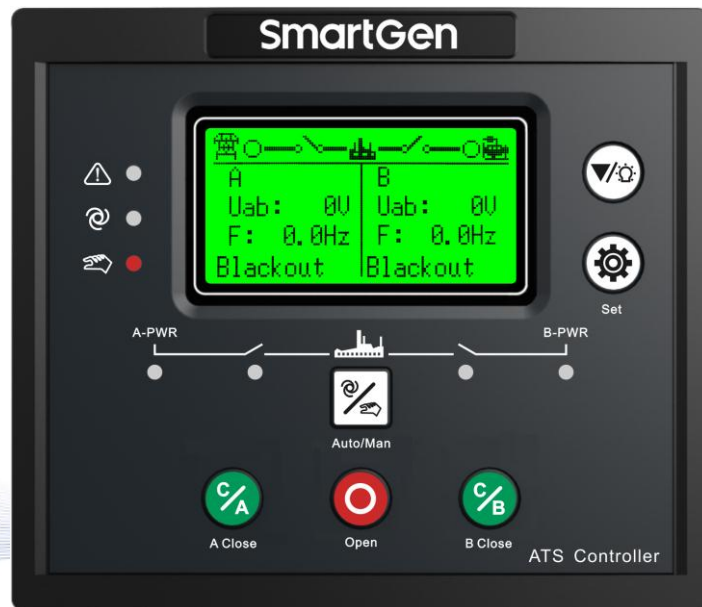 SmartGen
A B
Uab: 0V Uab: 0V
F: 0.0Hz F: 0.0Hz
Blackout Blackout
Set
A-PWR B-PWR
Auto/Man
C/A C/B
A Close Open B Close
ATS Controller